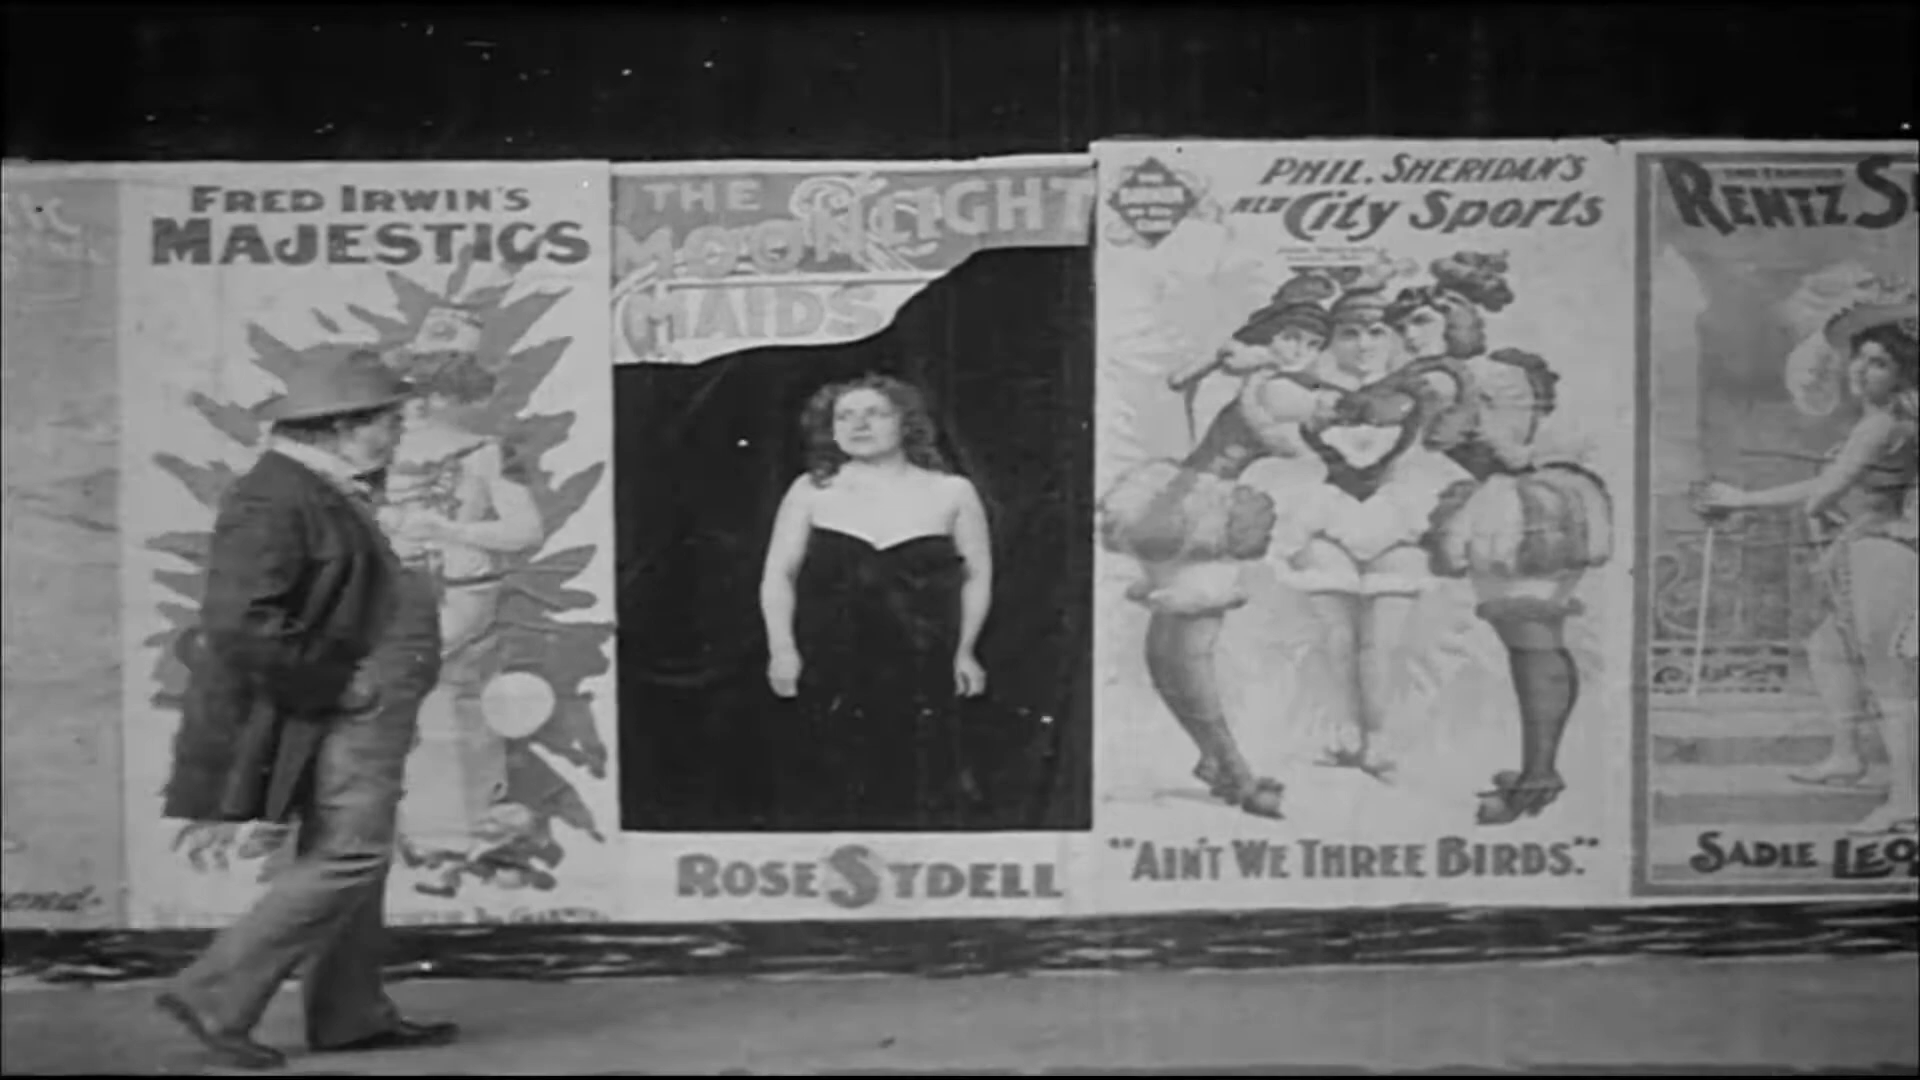 FRED IRWIN'S
MAJESTICS
THE
MOONLIGHT
MAIDS
ROSE SYDELL
PHIL. SHERIDAN'S
NEW City Sports
"AIN'T WE THREE BIRDS."
RENTZ S
SADIE LEO